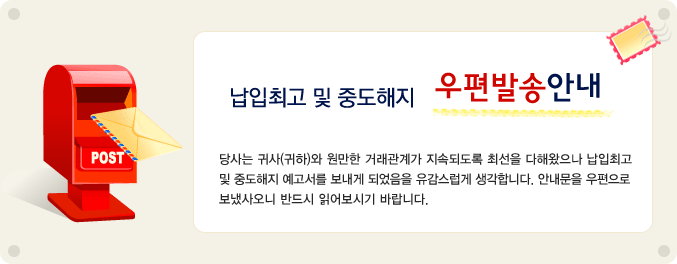 납입최고 및 중도해지 우편발송안내
당사는 귀사(귀하)와 원만한 거래관계가 지속되도록 최선을 다해왔으나 납입최고
및 중도해지 예고서를 보내게 되었음을 유감스럽게 생각합니다. 안내문을 우편으로
보냈사오니 반드시 읽어보시기 바랍니다.
POST